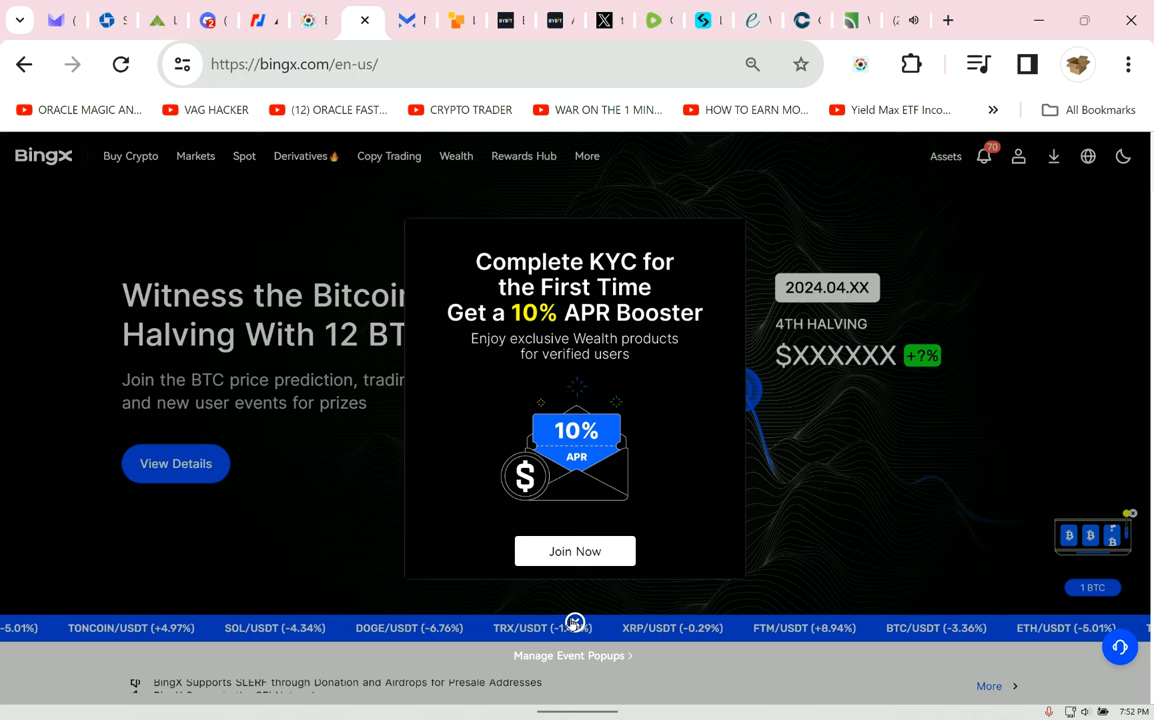 https://bingx.com/en-us/
ORACLE MAGIC AN...
VAG HACKER
(12) ORACLE FAST...
CRYPTO TRADER
WAR ON THE 1 MIN...
HOW TO EARN MO...
Yield Max ETF Inco...
All Bookmarks
BingX
Buy Crypto
Markets
Spot
Derivatives
Copy Trading
Wealth
Rewards Hub
More
Assets
70
Witness the Bitcoin
Halving With 12 BT
Join the BTC price prediction, tradin
and new user events for prizes
View Details
Complete KYC for
the First Time
Get a 10% APR Booster
Enjoy exclusive Wealth products
for verified users
10%
APR
$
Join Now
2024.04.XX
4TH HALVING
$XXXXXX +?%
1 BTC
-5.01%) TONCOIN/USDT (+4.97%) SOL/USDT (-4.34%) DOGE/USDT (-6.76%) TRX/USDT XRP/USDT (-0.29%) FTM/USDT (+8.94%) BTC/USDT (-3.36%) ETH/USDT (-5.01%)
Manage Event Popups >
BingX Supports SLERF through Donation and Airdrops for Presale Addresses
More >
7:52 PM